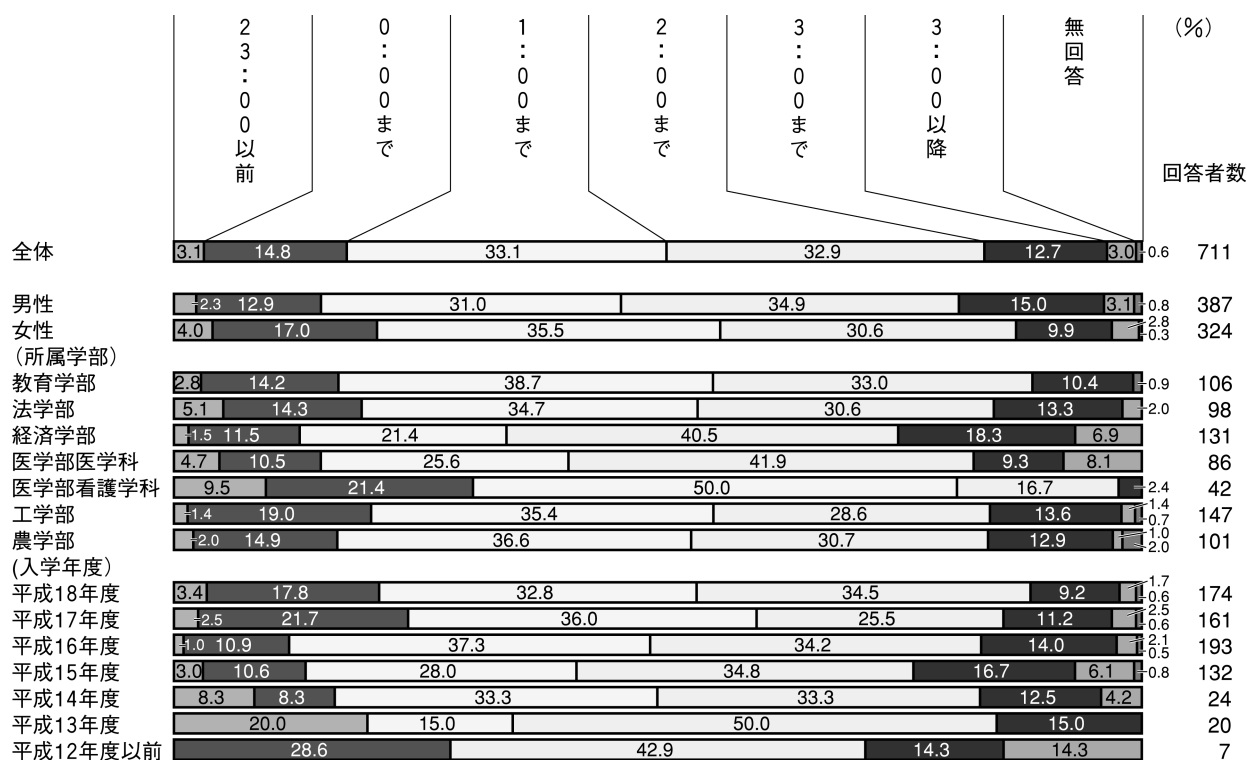 23:00以前
0:00まで
1:00まで
2:00まで
3:00まで
3:00以降
無回答
(%)
回答者数
全体 3.1 14.8 33.1 32.9 12.7 3.0 0.6 711
男性 2.3 12.9 31.0 34.9 15.0 3.1 0.8 387
女性 4.0 17.0 35.5 30.6 9.9 2.8 0.3 324
(所属学部)
教育学部 2.8 14.2 38.7 33.0 10.4 0.9 106
法学部 5.1 14.3 34.7 30.6 13.3 2.0 98
経済学部 1.5 11.5 21.4 40.5 18.3 6.9 131
医学部医学科 4.7 10.5 25.6 41.9 9.3 8.1 86
医学部看護学科 9.5 21.4 50.0 16.7 2.4 42
工学部 1.4 19.0 35.4 28.6 13.6 1.4 0.7 147
農学部 2.0 14.9 36.6 30.7 12.9 1.0 2.0 101
(入学年度)
平成18年度 3.4 17.8 32.8 34.5 9.2 1.7 0.6 174
平成17年度 2.5 21.7 36.0 25.5 11.2 2.5 0.6 161
平成16年度 1.0 10.9 37.3 34.2 14.0 2.1 0.5 193
平成15年度 3.0 10.6 28.0 34.8 16.7 6.1 0.8 132
平成14年度 8.3 8.3 33.3 33.3 12.5 4.2 24
平成13年度 20.0 15.0 50.0 15.0 20
平成12年度以前 28.6 42.9 14.3 14.3 7